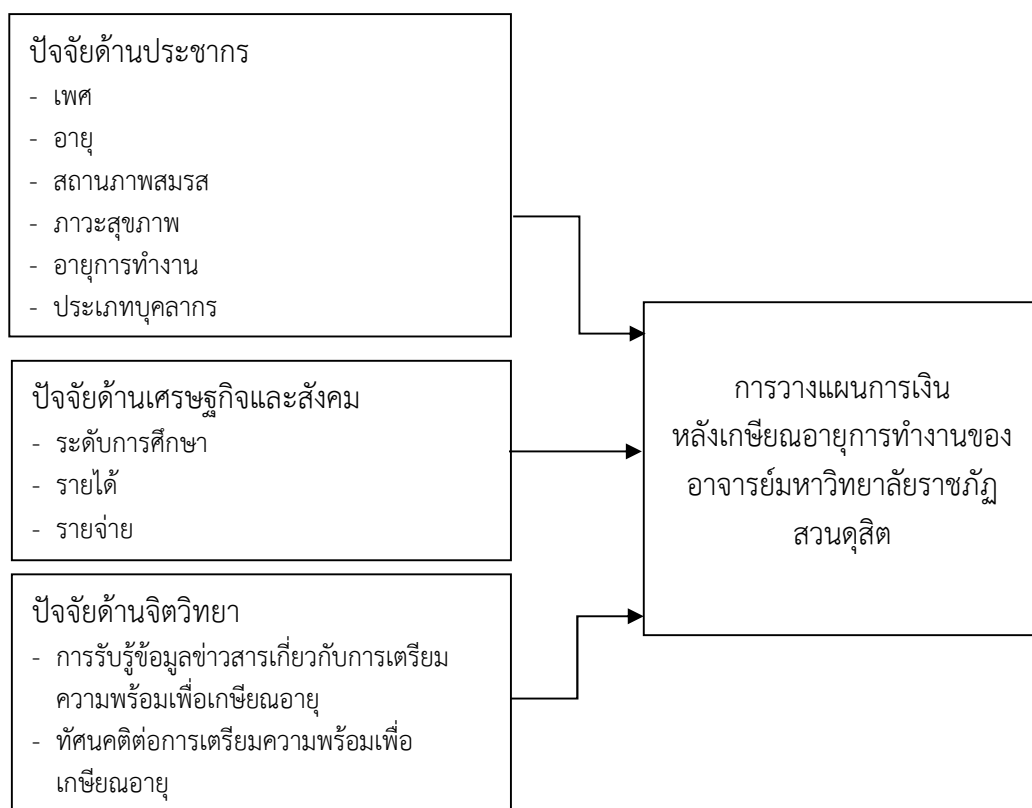 ปัจจัยด้านประชากร
- เพศ
- อายุ
- สถานภาพสมรส
- ภาวะสุขภาพ
- อายุการทำงาน
- ประเภทบุคลากร
ปัจจัยด้านเศรษฐกิจและสังคม
- ระดับการศึกษา
- รายได้
- รายจ่าย
ปัจจัยด้านจิตวิทยา
- การรับรู้ข้อมูลข่าวสารเกี่ยวกับการเตรียม
ความพร้อมเพื่อเกษียณอายุ
- ทัศนคติต่อการเตรียมความพร้อมเพื่อ
เกษียณอายุ
การวางแผนการเงิน
หลังเกษียณอายุการทำงานของ
อาจารย์มหาวิทยาลัยราชภัฏ
สวนดุสิต